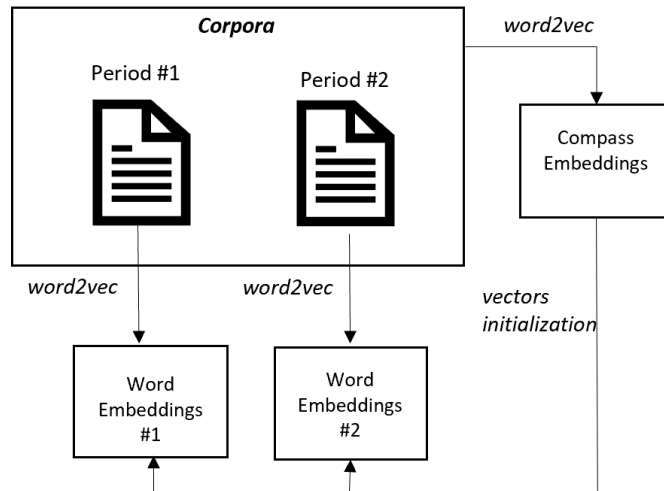 Corpora
word2vec
Period #1
Period #2
Compass
Embeddings
word2vec
word2vec
vectors
initialization
Word
Embeddings
#1
Word
Embeddings
#2